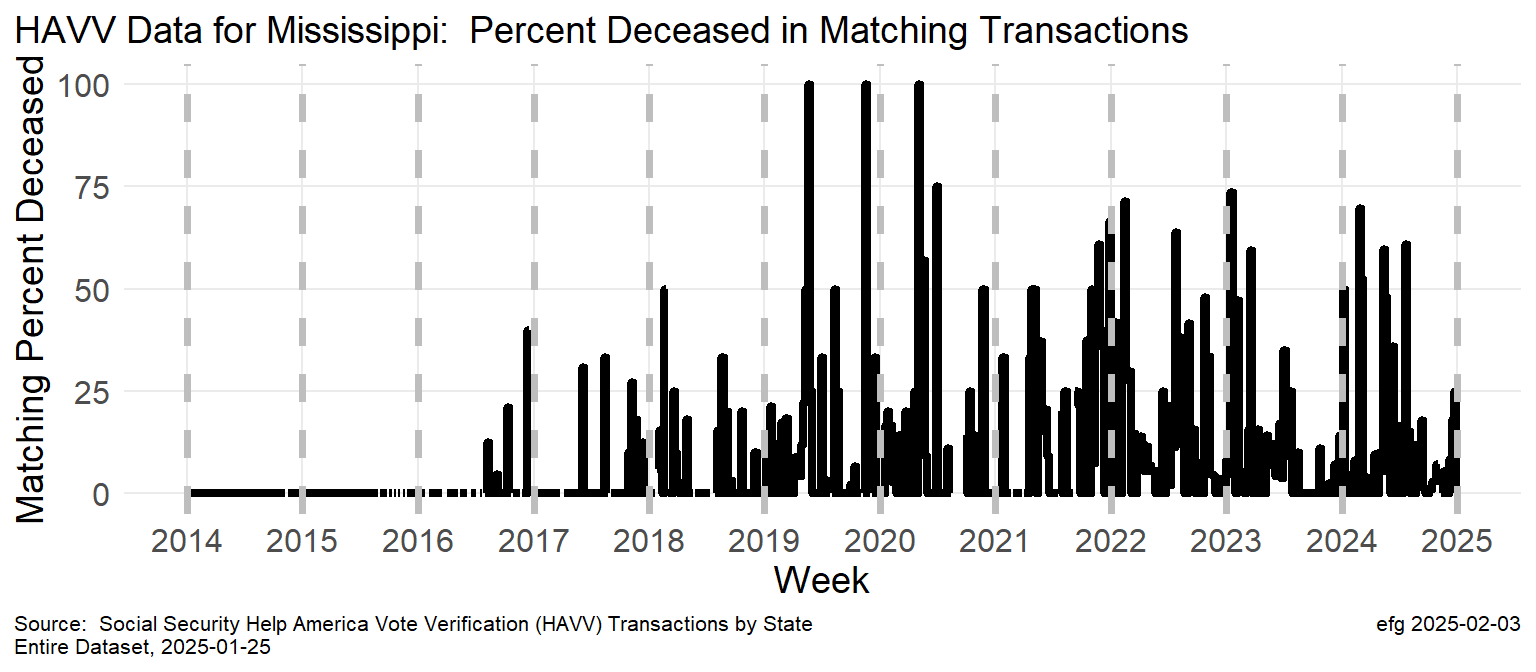 HAVV Data for Mississippi:  Percent Deceased in Matching Transactions
Matching Percent Deceased
100
75
50
25
0
2014 2015 2016 2017 2018 2019 2020 2021 2022 2023 2024 2025
Week
Source:  Social Security Help America Vote Verification (HAVV) Transactions by State
Entire Dataset, 2025-01-25
efg 2025-02-03